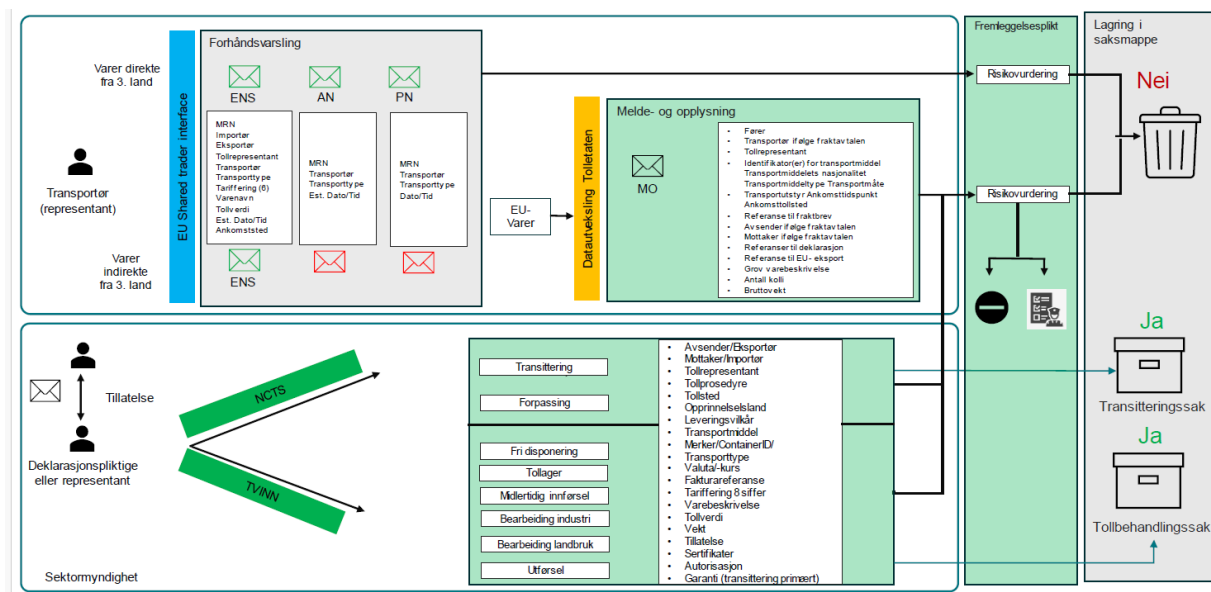 Forhåndsvarsling
Varer direkte
fra 3. land
ENS
AN
PN
EU Shared trader interface
MRN
Importør
Eksportør
Tollrepresentant
Transportør
Transporttype
Tariffering (6)
Varenavn
Tollverdi
Est. Dato/Tid
Ankomststed
MRN
Transportør
Transporttype
Est. Dato/Tid
MRN
Transportør
Transporttype
Dato/Tid
Transportør
(representant)
Varer
indirekte
fra 3. land
ENS
EU-
Varer
Datautveksling Tolletaten
Melde- og opplysning
MO
• Fører
• Transportør ifølge fraktavtalen
• Tollrepresentant
• Identifikator(er) for transportmiddel
Transportmiddelets nasjonalitet
Transportmiddeltype Transportmåte
• Transportutstyr Ankomsttidspunkt
Ankomsttollsted
• Referanse til fraktbrev
• Avsender ifølge fraktavtalen
• Mottaker ifølge fraktavtalen
• Referanser til deklarasjon
• Referanse til EU- eksport
• Grov varebeskrivelse
• Antall kolli
• Bruttovekt
Fremleggelsesplikt
Risikovurdering
Risikovurdering
Lagring i
saksmappe
Nei
Ja
Transitteringssak
Ja
Tollbehandlingssak
Tillatelse
Deklarasjonspliktige
eller representant
Sektormyndighet
NCTS
TVINN
Transittering
Forpassing
Fri disponering
Tollager
Midlertidig innførsel
Bearbeiding industri
Bearbeiding landbruk
Utførsel
• Avsender/Eksportør
• Mottaker/Importør
• Tollrepresentant
• Tollprosedyre
• Tollsted
• Opprinnelsesland
• Leveringsvilkår
• Transportmiddel
• Merker/ContainerID/
• Transporttype
• Valuta/-kurs
• Fakturareferanse
• Tariffering 8 siffer
• Varebeskrivelse
• Tollverdi
• Vekt
• Tillatelse
• Sertifikater
• Autorisasjon
• Garanti (transittering primært)